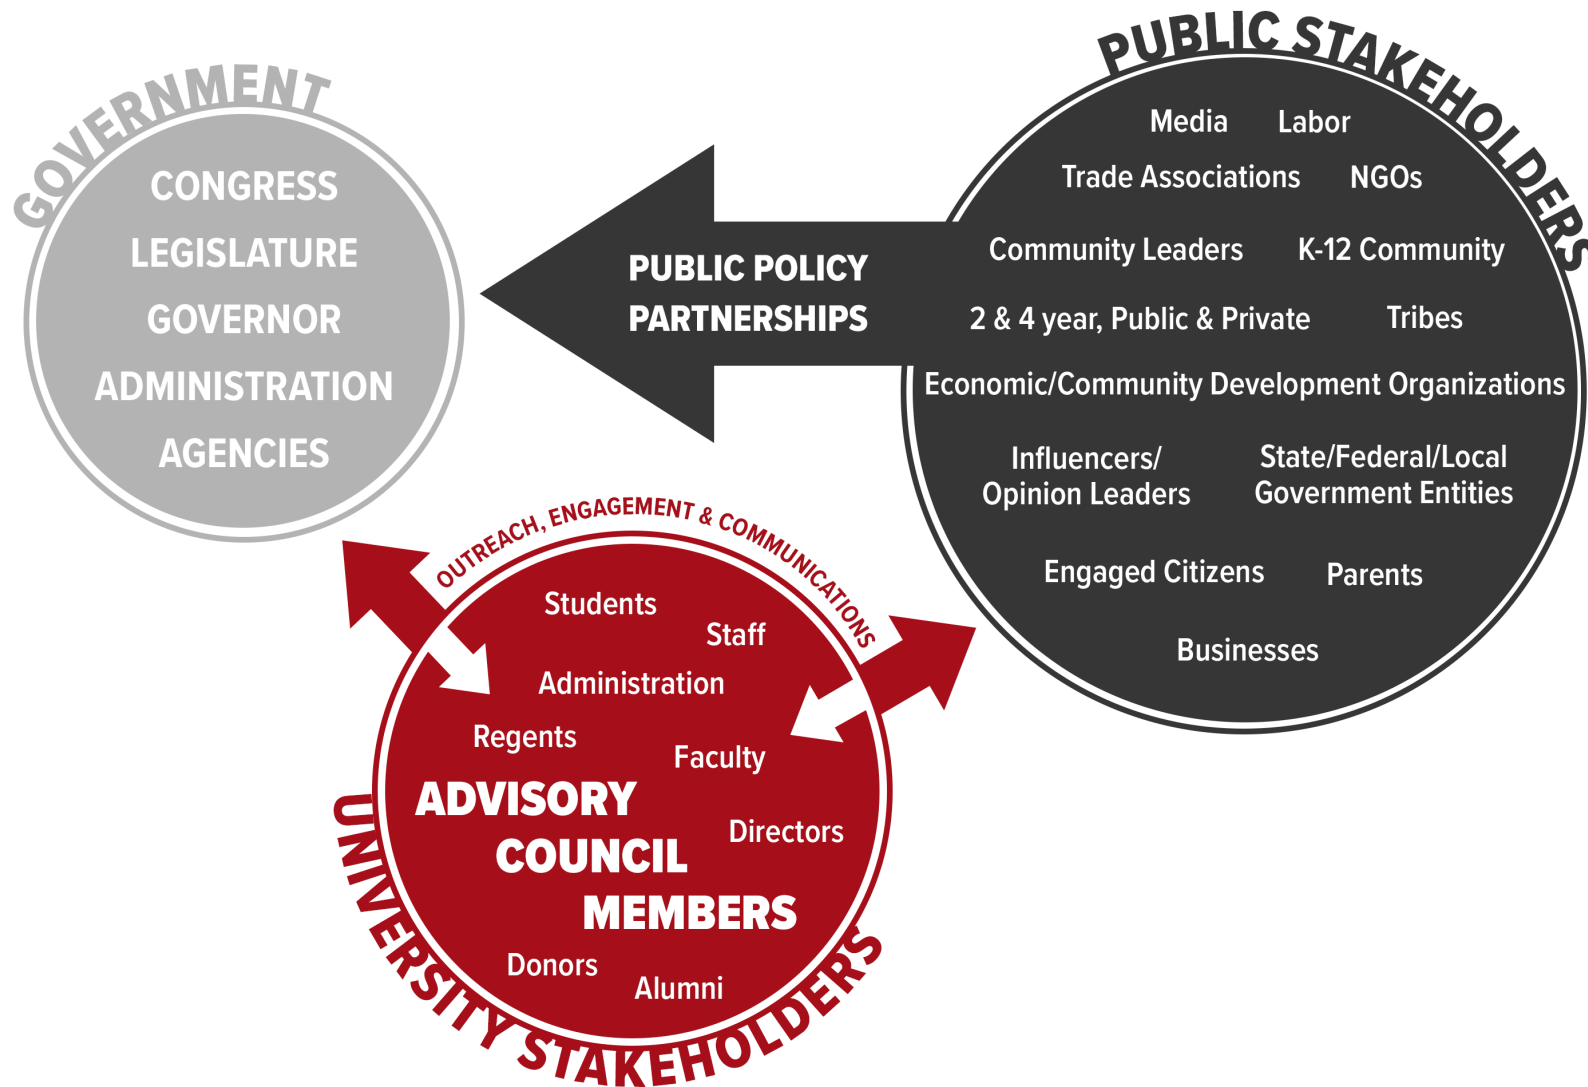 GOVERNMENT
CONGRESS
LEGISLATURE
GOVERNOR
ADMINISTRATION
AGENCIES
PUBLIC POLICY
PARTNERSHIPS
PUBLIC STAKEHOLDERS
Media Labor
Trade Associations NGOs
Community Leaders K-12 Community
2 & 4 year, Public & Private Tribes
Economic/Community Development Organizations
Influencers/
Opinion Leaders
State/Federal/Local
Government Entities
Engaged Citizens Parents
Businesses
OUTREACH, ENGAGEMENT & COMMUNICATIONS
Students
Staff
Administration
Regents
Faculty
ADVISORY
COUNCIL
MEMBERS
Directors
Donors
Alumni
UNIVERSITY STAKEHOLDERS